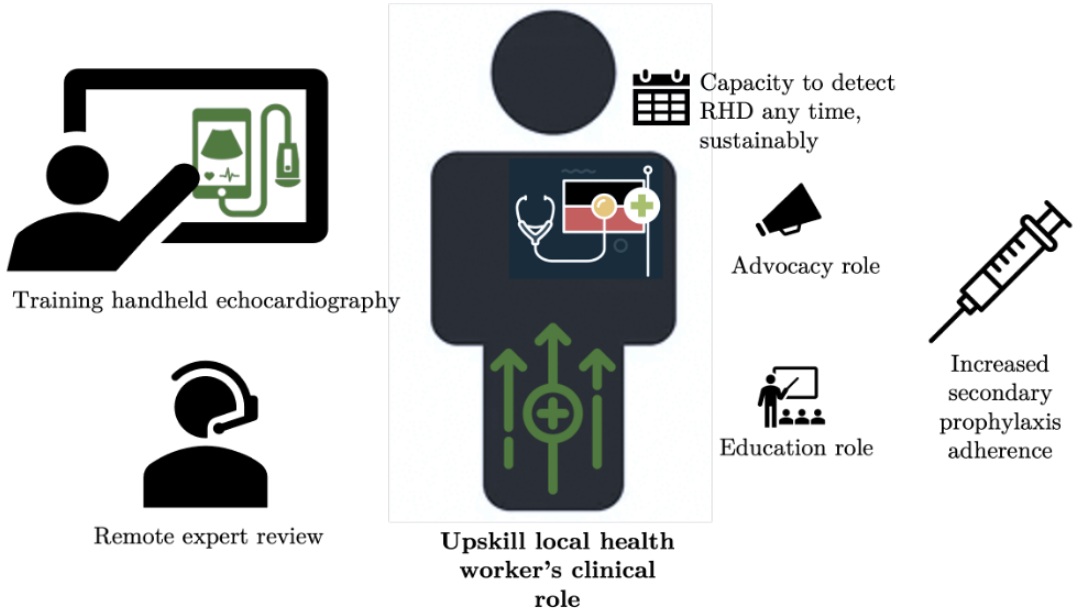 Training handheld echocardiography
Remote expert review
Upskill local health
worker's clinical
role
Capacity to detect
RHD any time,
sustainably
Advocacy role
Education role
Increased
secondary
prophylaxis
adherence